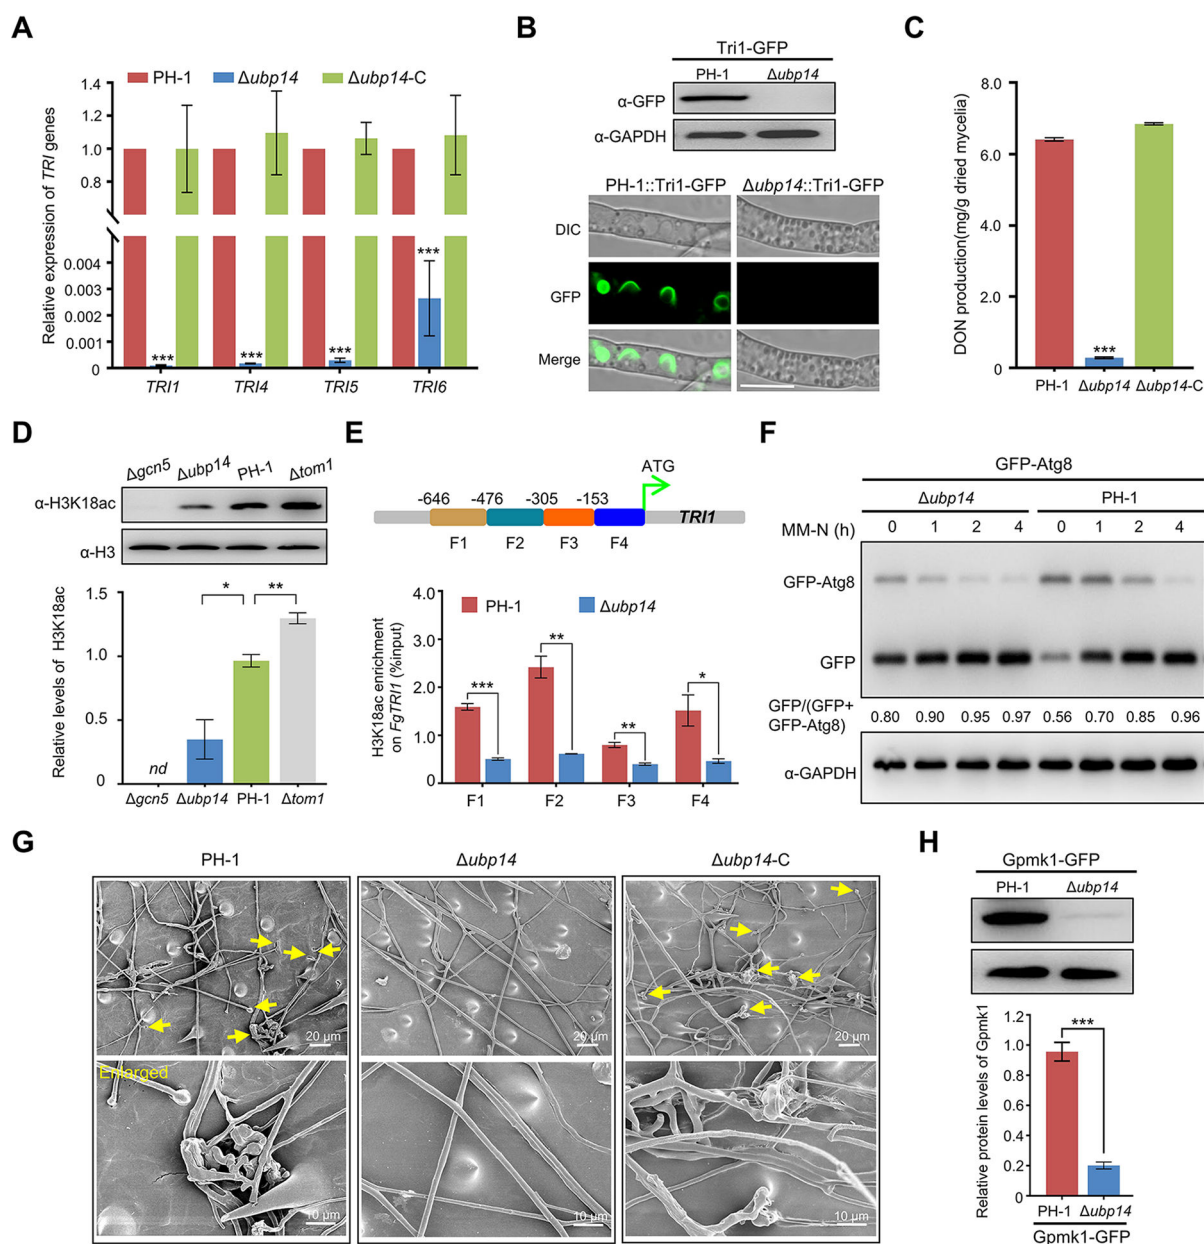 A
PH-1 Δubp14 Δubp14-C
Relative expression of TRI genes
1.4
1.2
1.0
0.8
0.004
0.003
0.002
0.001
0
*** *** *** ***
TRI1 TRI4 TRI5 TRI6
B
Tri1-GFP
PH-1 Δubp14
α-GFP
α-GAPDH
PH-1::Tri1-GFP Δubp14::Tri1-GFP
DIC
GFP
Merge
C
DON production(mg/g dried mycelia)
8.0
6.0
4.0
2.0
0
***
PH-1 Δubp14 Δubp14-C
D
Δgcn5 Δubp14 PH-1 Δtom1
α-H3K18ac
α-H3
Relative levels of H3K18ac
1.5
1.0
0.5
0
* **
nd
Δgcn5 Δubp14 PH-1 Δtom1
E
ATG
-646 -476 -305 -153
TRI1
F1 F2 F3 F4
PH-1 Δubp14
H3K18ac enrichment
on FgTRI1 (%input)
3.0
2.4
1.8
1.2
0.6
0
*** ** ** *
F1 F2 F3 F4
F
GFP-Atg8
Δubp14 PH-1
MM-N (h) 0 1 2 4 0 1 2 4
GFP-Atg8
GFP
GFP/(GFP+
GFP-Atg8) 0.80 0.90 0.95 0.97 0.56 0.70 0.85 0.96
α-GAPDH
G
PH-1 Δubp14 Δubp14-C
20 μm 20 μm 20 μm
Enlarged
10 μm 10 μm 10 μm
H
Gpmk1-GFP
PH-1 Δubp14
Relative protein levels of Gpmk1
1.2
1.0
0.8
0.6
0.4
0.2
0
***
PH-1 Δubp14
Gpmk1-GFP